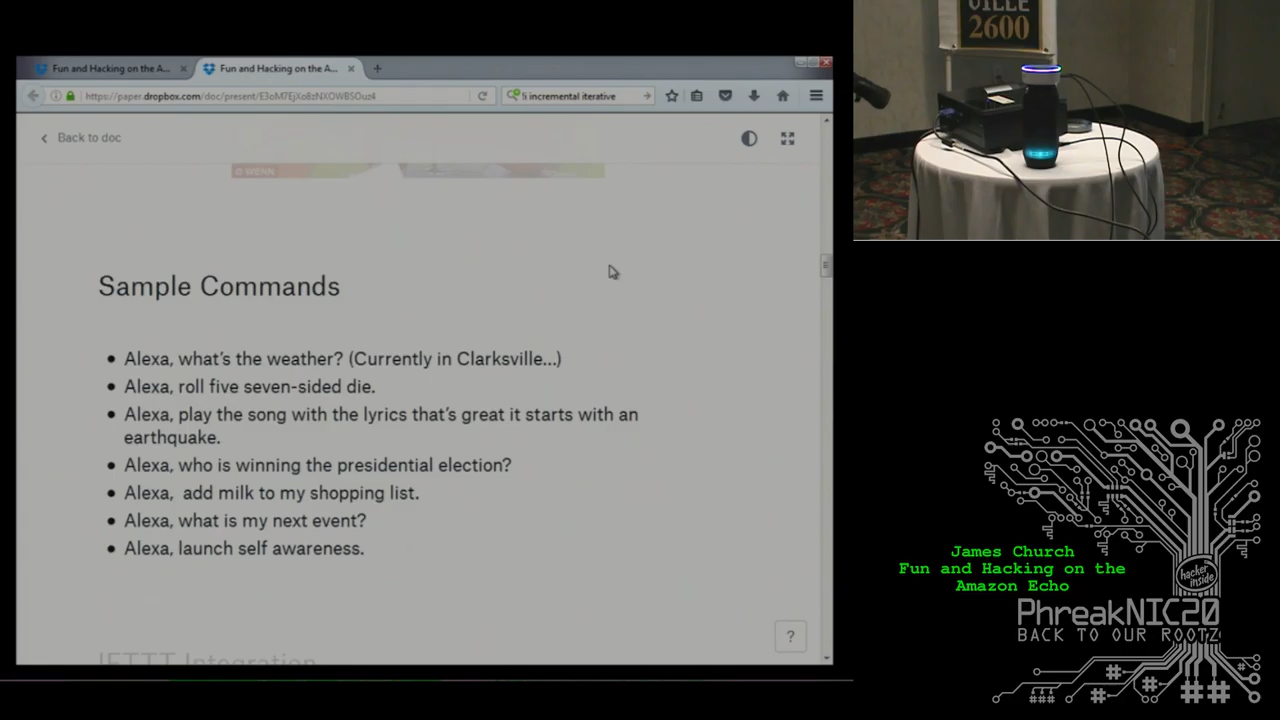 Fun and Hacking on the A...
Fun and Hacking on the A...
https://paper.dropbox.com/doc/present/
5 incremental iterative
Back to doc
© WENN
Sample Commands
• Alexa, what's the weather? (Currently in Clarksville...)
• Alexa, roll five seven-sided die.
• Alexa, play the song with the lyrics that's great it starts with an
earthquake.
• Alexa, who is winning the presidential election?
• Alexa, add milk to my shopping list.
• Alexa, what is my next event?
• Alexa, launch self awareness.
?
IFTTT Integration
VILLE
2600
James Church
Fun and Hacking on the
Amazon Echo
hacker
inside
PhreakNIC20
BACK TO OUR ROOTZ